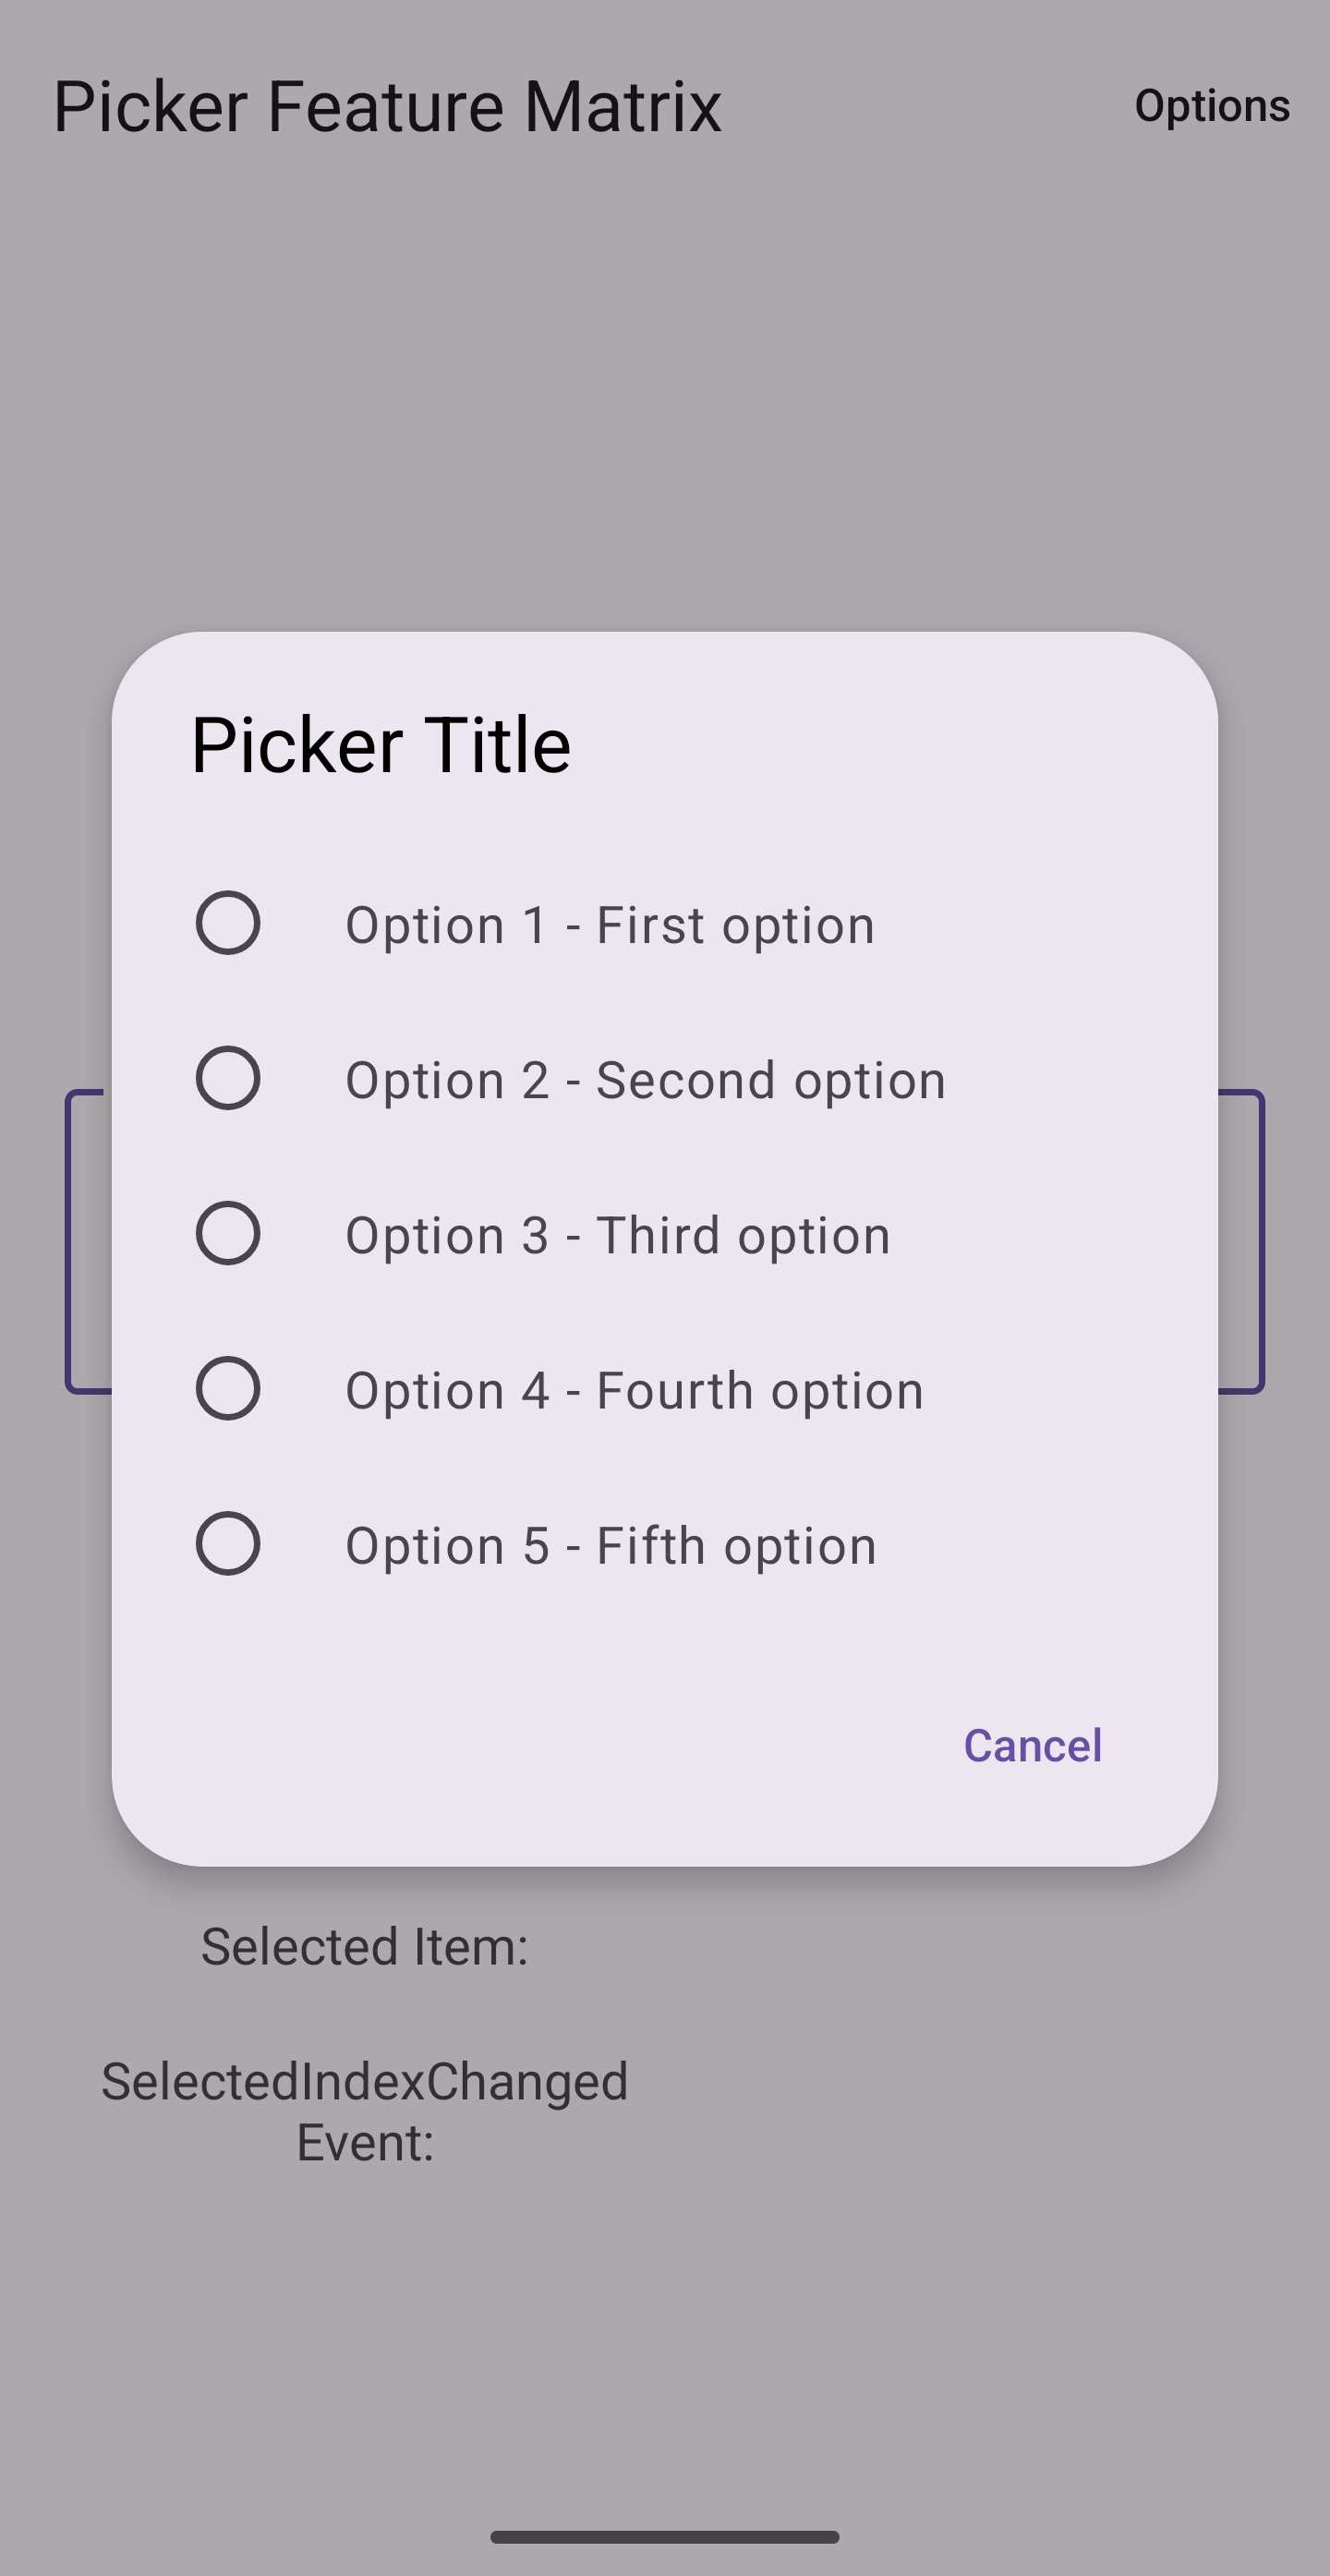 Picker Feature Matrix
Options
Picker Title
Option 1 - First option
Option 2 - Second option
Option 3 - Third option
Option 4 - Fourth option
Option 5 - Fifth option
Cancel
Selected Item:
SelectedIndexChanged
Event: